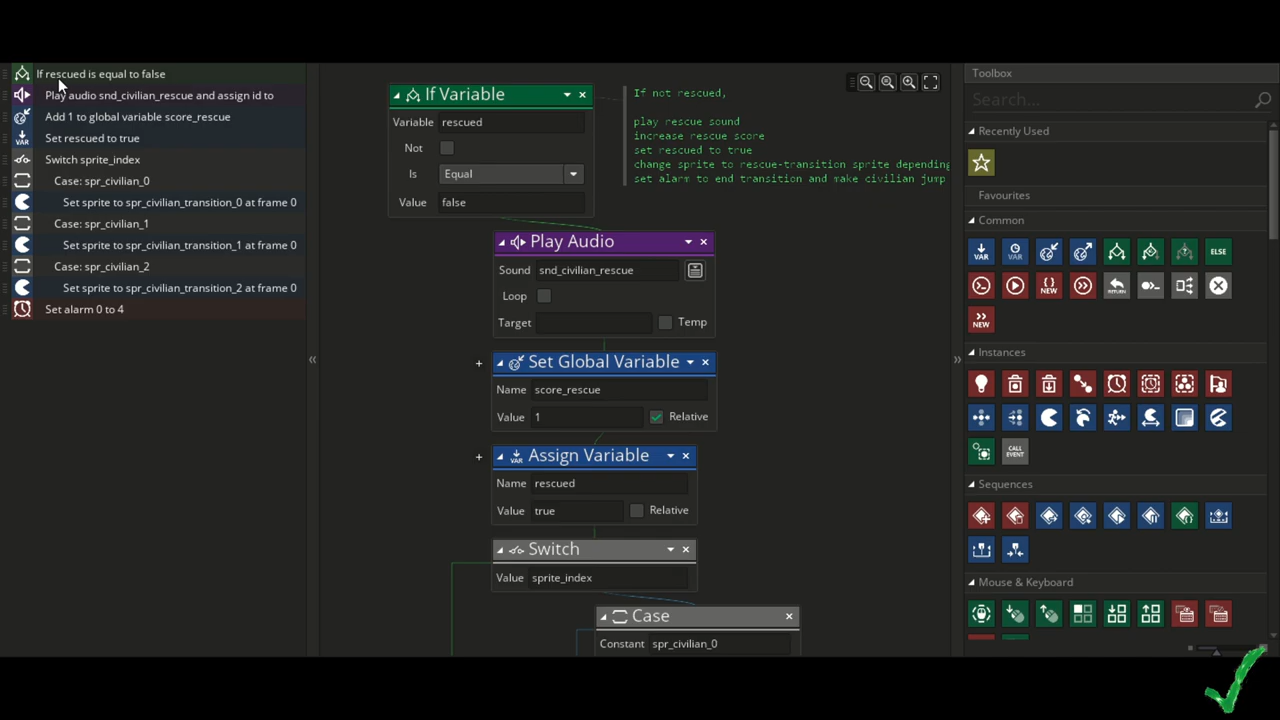 If rescued is equal to false
Play audio snd_civilian_rescue and assign id to
Add 1 to global variable score_rescue
Set rescued to true
Switch sprite_index
Case: spr_civilian_0
Set sprite to spr_civilian_transition_0 at frame 0
Case: spr_civilian_1
Set sprite to spr_civilian_transition_1 at frame 0
Case: spr_civilian_2
Set sprite to spr_civilian_transition_2 at frame 0
Set alarm 0 to 4
If Variable
Variable rescued
Not
Is Equal
Value false
If not rescued,
play rescue sound
increase rescue score
set rescued to true
change sprite to rescue-transition sprite depending
set alarm to end transition and make civilian jump
Play Audio
Sound snd_civilian_rescue
Loop
Target Temp
Set Global Variable
Name score_rescue
Value 1 Relative
Assign Variable
Name rescued
Value true Relative
Switch
Value sprite_index
Case
Constant spr_civilian_0
Toolbox
Search...
Recently Used
Favourites
Common
VAR VAR ELSE
NEW RETURN
NEW
Instances
CALL EVENT
Sequences
Mouse & Keyboard